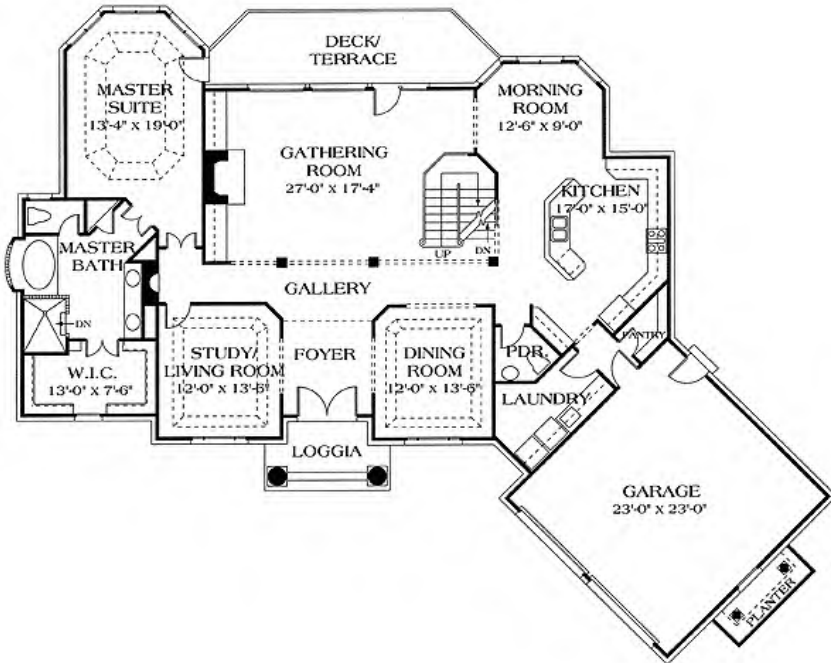 DECK/
TERRACE
MASTER
SUITE
13'-4" X 19'-0"
MORNING
ROOM
12'-6" X 9'-0"
GATHERING
ROOM
27'-0" X 17'-4"
KITCHEN
17'-0" X 15'-0"
MASTER
BATH
UP
DN
GALLERY
DN
STUDY/
LIVING ROOM
12'-0" X 13'-6"
FOYER
DINING
ROOM
12'-0" X 13'-6"
PDR.
PANTRY
W.I.C.
13'-0" X 7'-6"
LAUNDRY
LOGGIA
GARAGE
23'-0" X 23'-0"
PLANTER